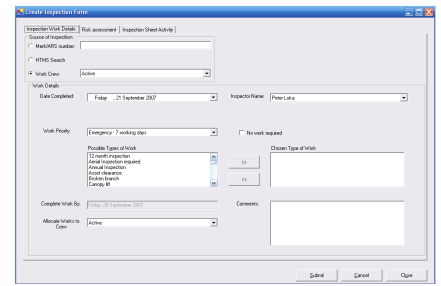 Create Inspection Form
Inspection Work Details Risk assessment Inspection Sheet Activity
Source of Inspection
Merk/ARS number:
HTMS Search
Work Crew: Active
Work Details
Date Completed: Friday , 21 September 2007 Inspector Name: Peter Luka
Work Priority: Emergency - 7 working days No work required
Possible Types of Work Chosen Type of Work
12 month inspection
Aerial Inspection required
Annual Inspection
Asset clearance
Broken branch
Canopy lift
>>
<<
Complete Work By: Friday, 28 September 2007 Comments:
Allocate Works to Crew Active
Submit Cancel Close